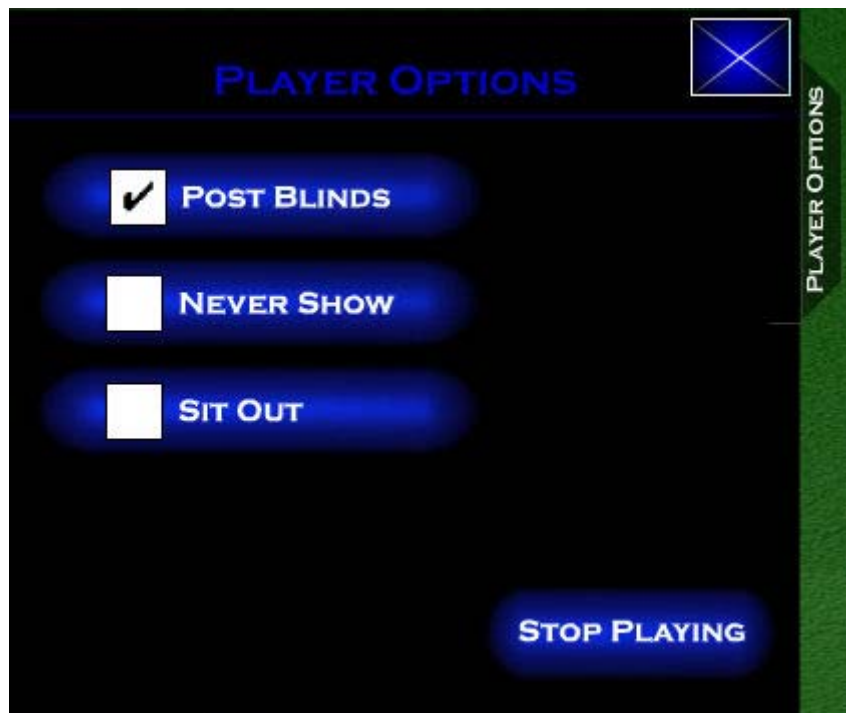 Player Options
Post Blinds
Never Show
Sit Out
Stop Playing
Player Options